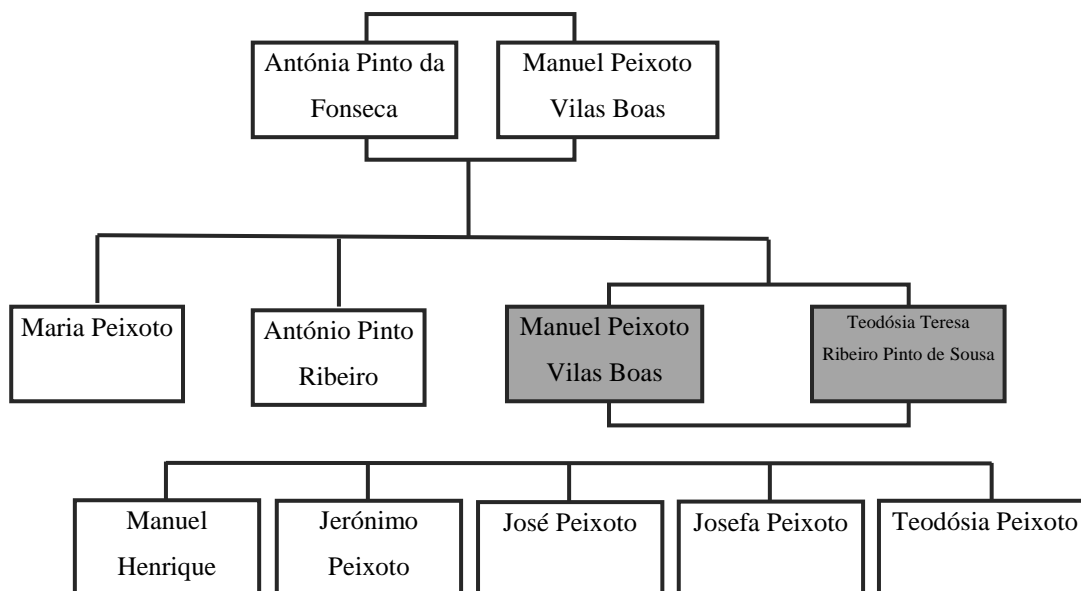 António Pinto da
Fonseca
Manuel Peixoto
Vilas Boas
Maria Peixoto
António Pinto
Ribeiro
Manuel Peixoto
Vilas Boas
Teodósia Teresa
Ribeiro Pinto de Sousa
Manuel
Henrique
Jerónimo
Peixoto
José Peixoto
Josefa Peixoto
Teodósia Peixoto